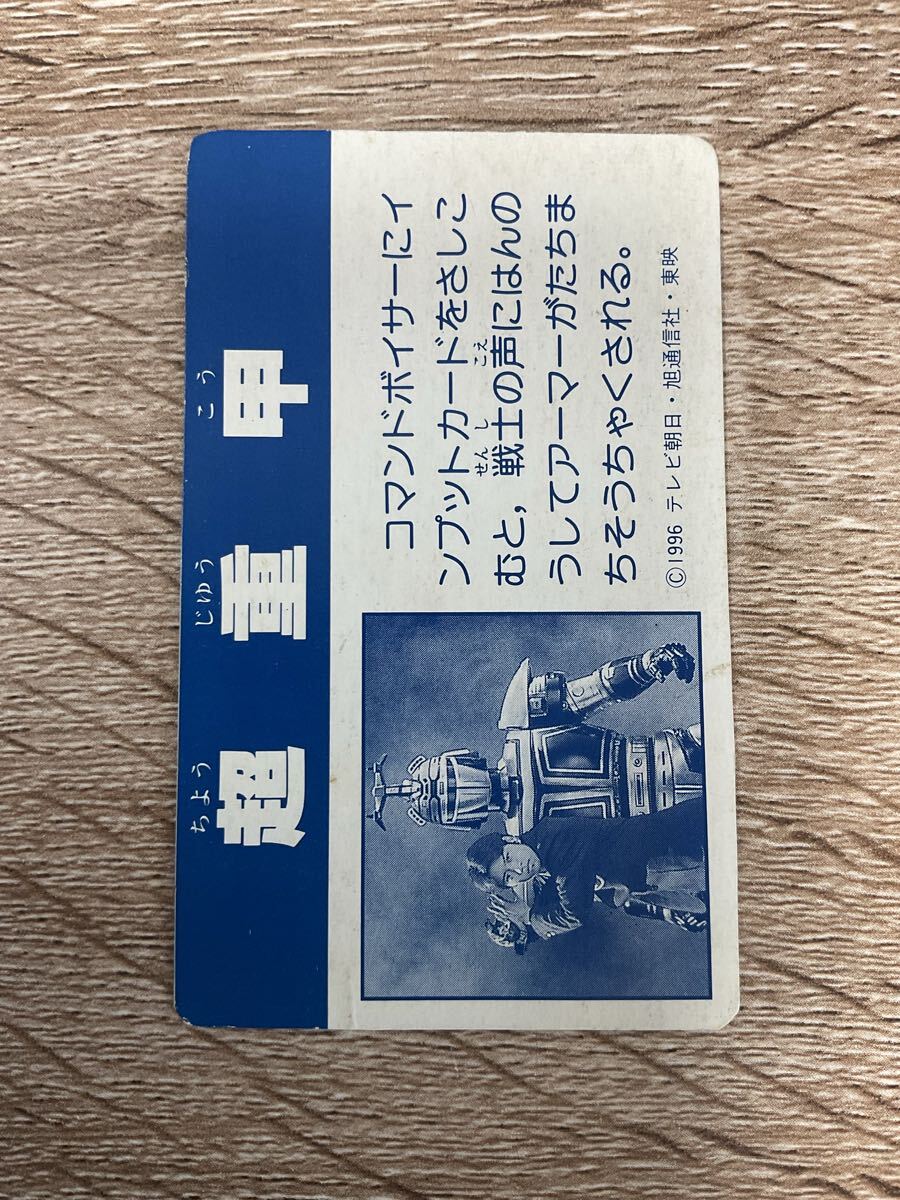 ちょう じゅう こう
超重甲
コマンドボイサーにイ
ンプットカードをさしこ
むと，戦士の声にはんの
せんし こえ
うしてアーマーがたちま
ちそうちゃくされる。
©1996 テレビ朝日・旭通信社・東映